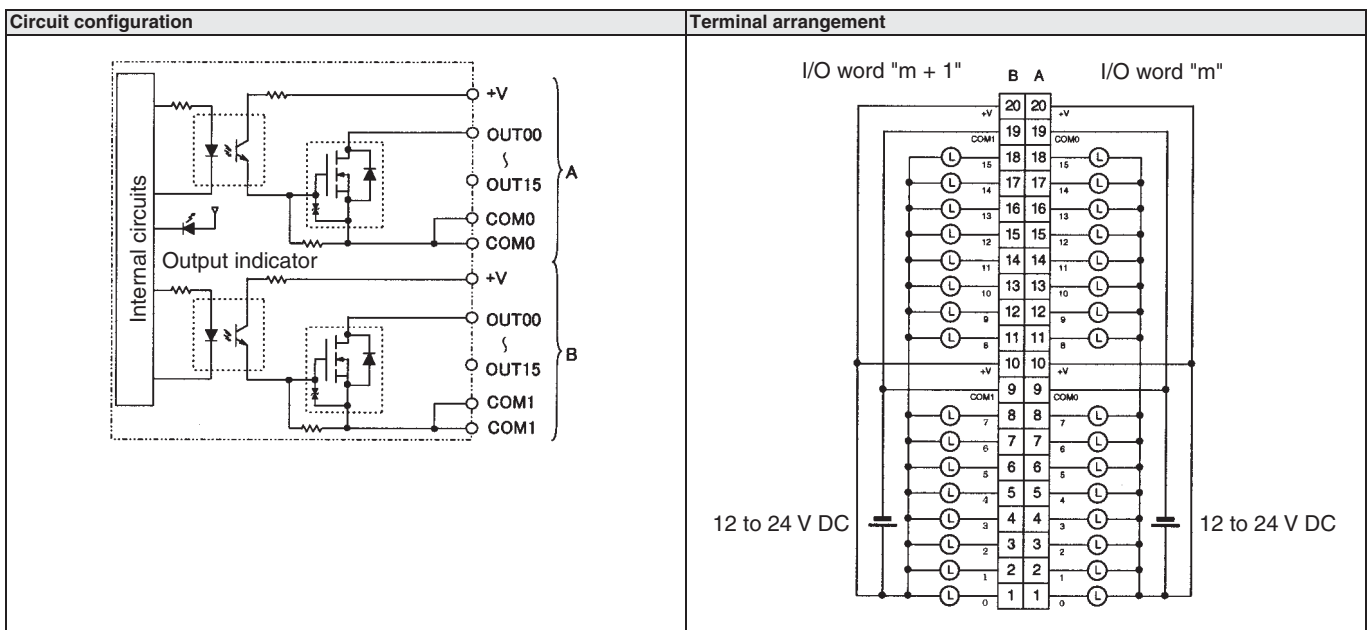 Circuit configuration
Terminal arrangement
Internal circuits
Output indicator
+V
OUT00
OUT15
COM0
COM0
A
+V
OUT00
OUT15
COM1
COM1
B
I/O word "m + 1" B A I/O word "m"
+V 20 20 +V
COM1 19 19 COM0
L 15 18 18 15 L
L 14 17 17 14 L
L 13 16 16 13 L
L 12 15 15 12 L
L 11 14 14 11 L
L 10 13 13 10 L
L 9 12 12 9 L
L 8 11 11 8 L
+V 10 10 +V
COM1 9 9 COM0
L 7 8 8 7 L
L 6 7 7 6 L
L 5 6 6 5 L
L 4 5 5 4 L
12 to 24 V DC L 3 4 4 3 L 12 to 24 V DC
L 2 3 3 2 L
L 1 2 2 1 L
L 0 1 1 0 L